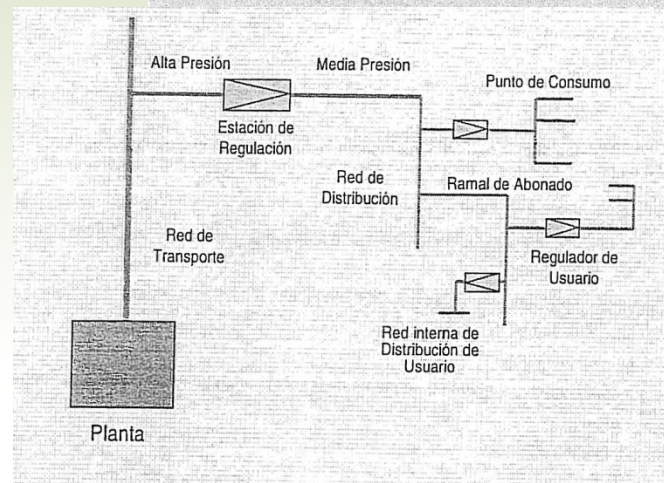 Alta Presión
Media Presión
Estación de
Regulación
Punto de Consumo
Red de
Distribución
Ramal de Abonado
Red de
Transporte
Regulador de
Usuario
Red interna de
Distribución de
Usuario
Planta